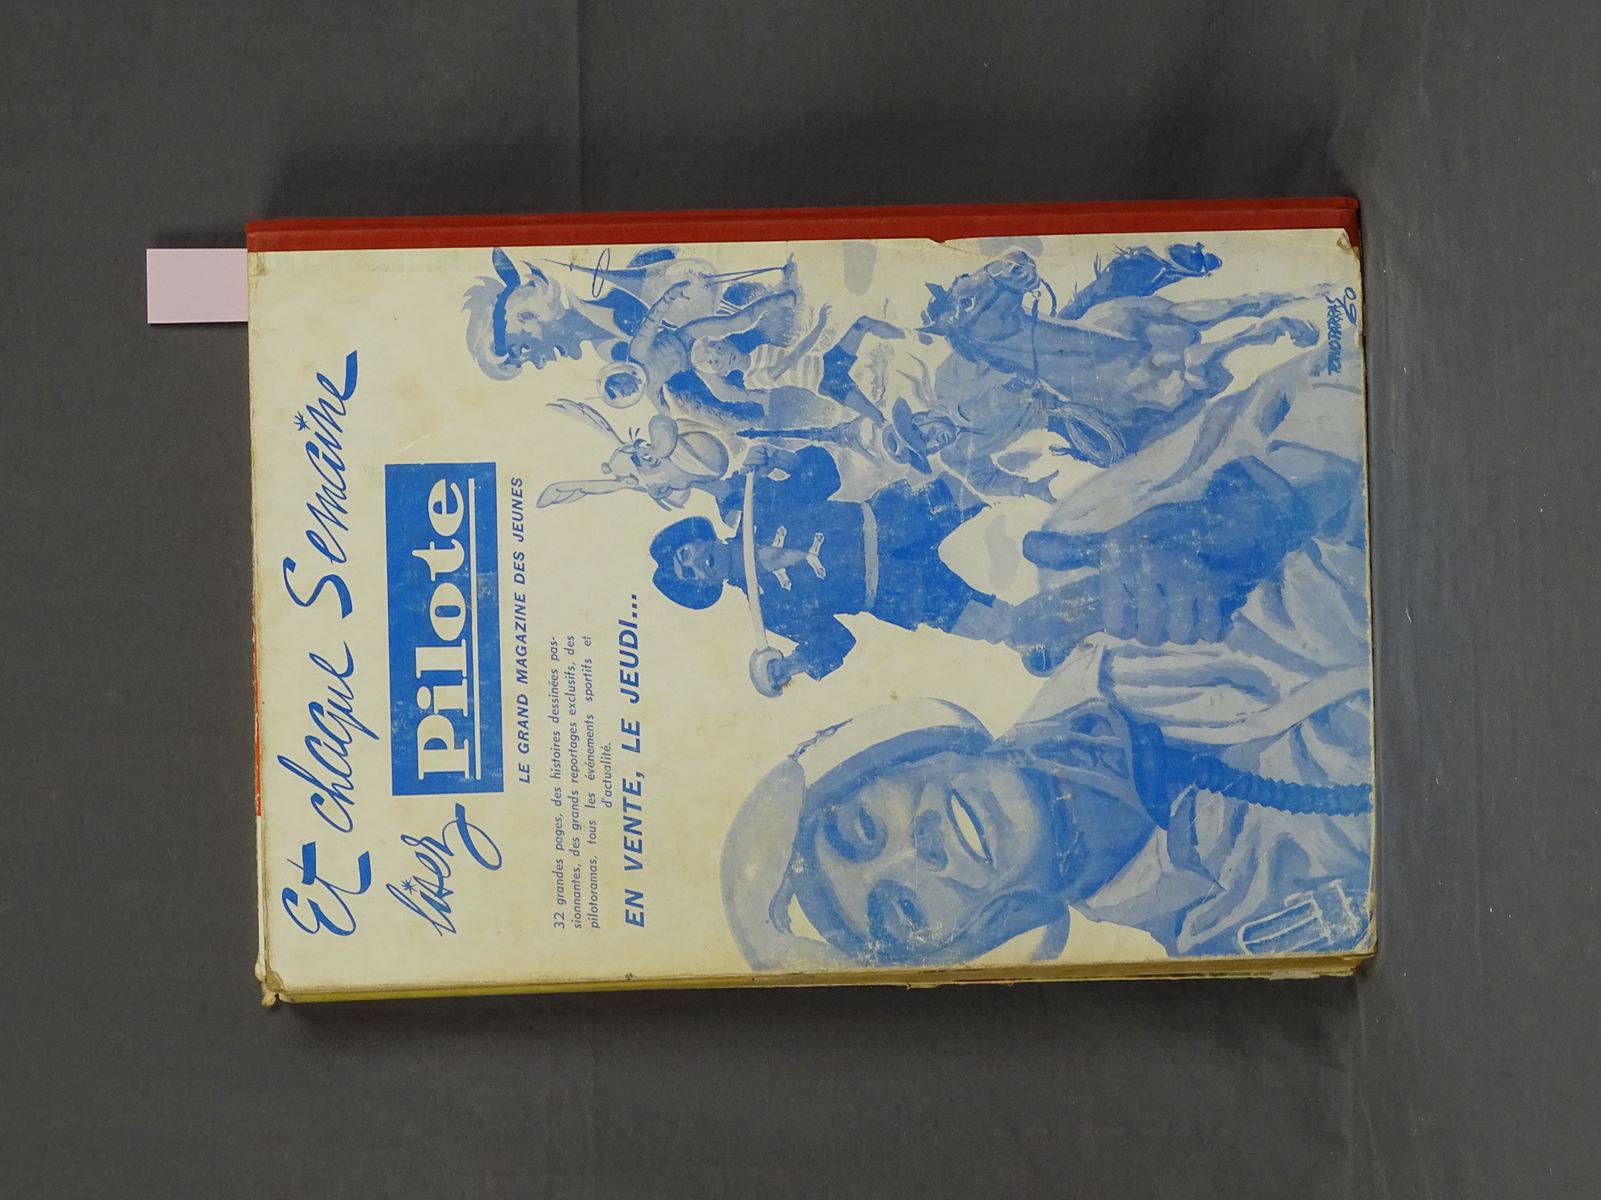 Et chaque Semaine
lisez Pilote
LE GRAND MAGAZINE DES JEUNES
32 grandes pages, des histoires dessinées pas-
sionnantes, des grands reportages exclusifs, des
pilotoramas, tous les événements sportifs et
d'actualité.
EN VENTE, LE JEUDI...
60